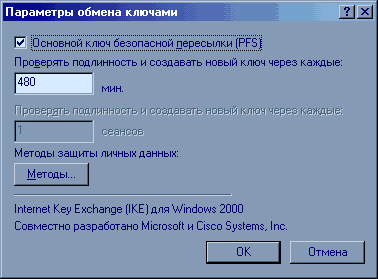 Параметры обмена ключами
Основной ключ безопасной пересылки (PFS)
Проверять подлинность и создавать новый ключ через каждые:
480 мин.
Проверять подлинность и создавать новый ключ через каждые:
1 сеансов
Методы защиты личных данных:
Методы...
Internet Key Exchange (IKE) для Windows 2000
Совместно разработано Microsoft и Cisco Systems, Inc.
OK Отмена